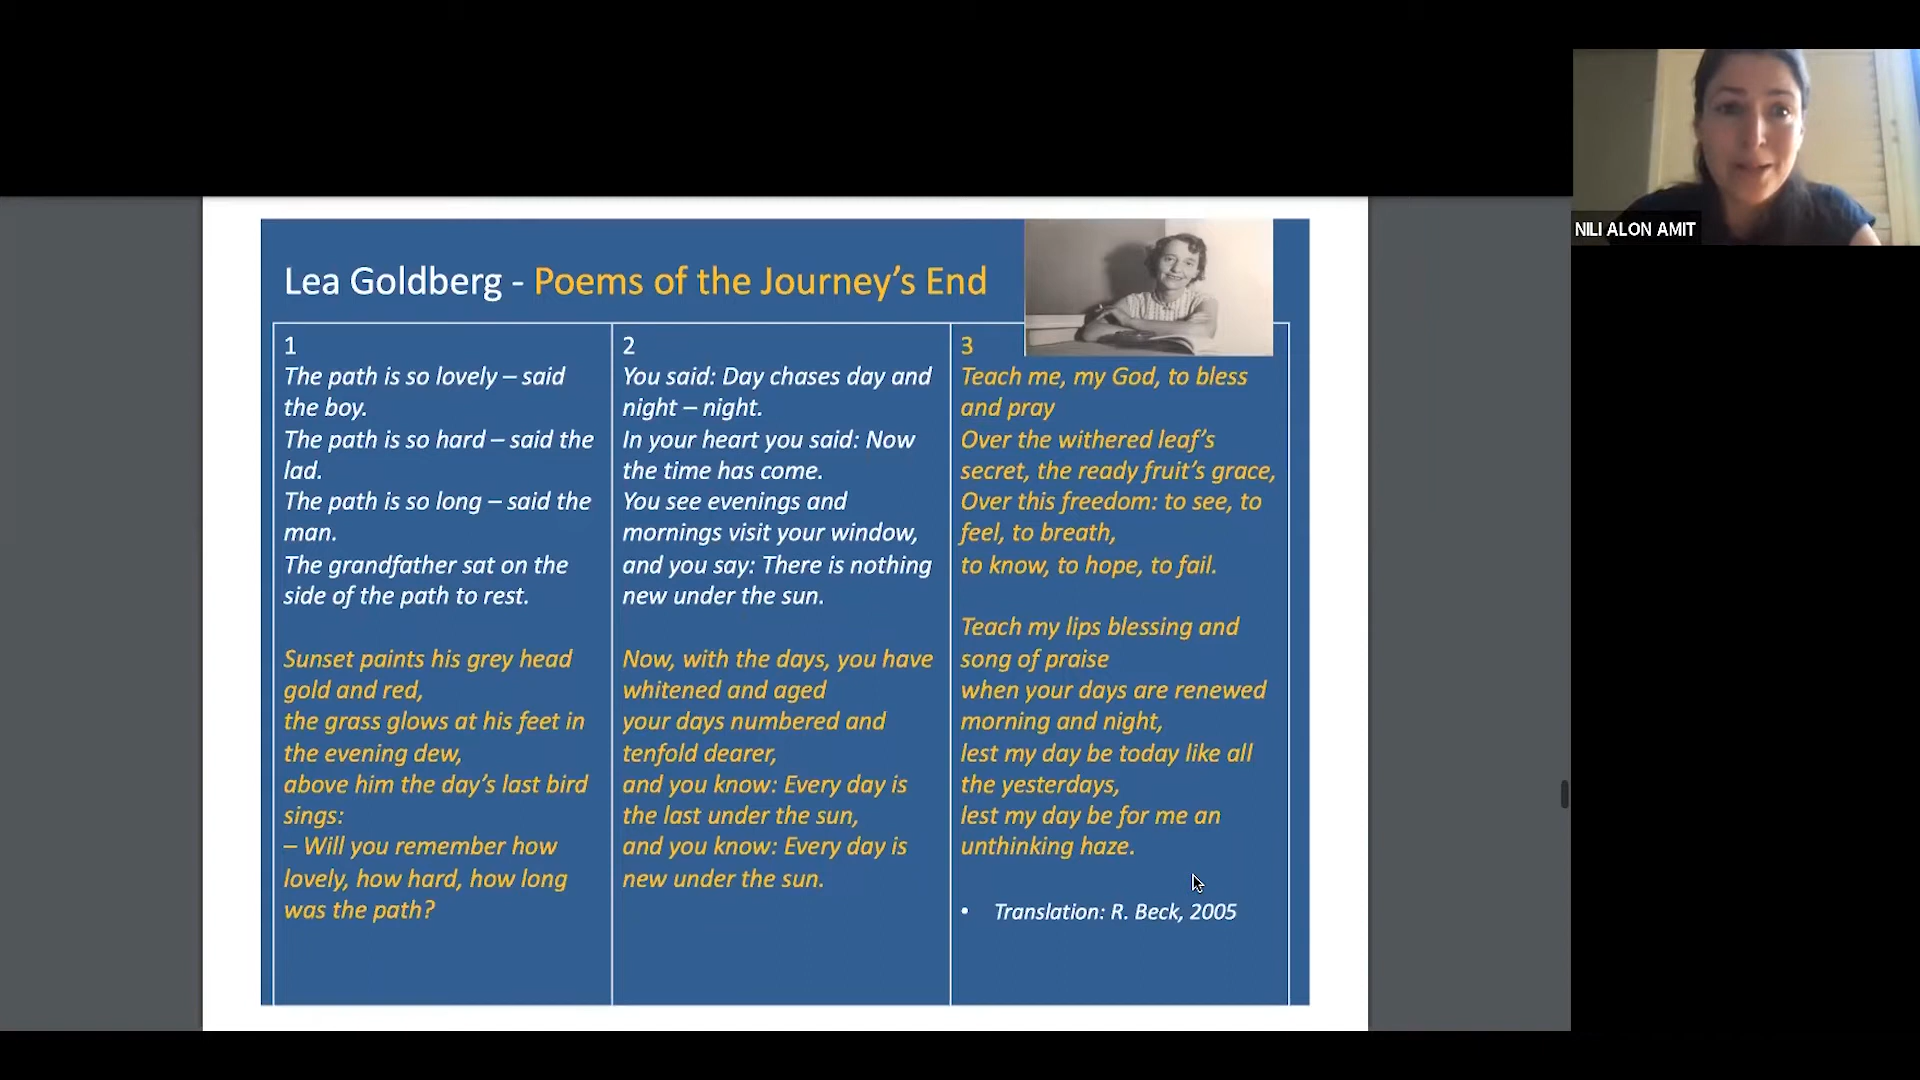 NILI ALON AMIT
Lea Goldberg - Poems of the Journey's End
1
The path is so lovely – said
the boy.
The path is so hard – said the
lad.
The path is so long – said the
man.
The grandfather sat on the
side of the path to rest.
Sunset paints his grey head
gold and red,
the grass glows at his feet in
the evening dew,
above him the day's last bird
sings:
– Will you remember how
lovely, how hard, how long
was the path?
2
You said: Day chases day and
night – night.
In your heart you said: Now
the time has come.
You see evenings and
mornings visit your window,
and you say: There is nothing
new under the sun.
Now, with the days, you have
whitened and aged
your days numbered and
tenfold dearer,
and you know: Every day is
the last under the sun,
and you know: Every day is
new under the sun.
3
Teach me, my God, to bless
and pray
Over the withered leaf's
secret, the ready fruit's grace,
Over this freedom: to see, to
feel, to breath,
to know, to hope, to fail.
Teach my lips blessing and
song of praise
when your days are renewed
morning and night,
lest my day be today like all
the yesterdays,
lest my day be for me an
unthinking haze.
• Translation: R. Beck, 2005